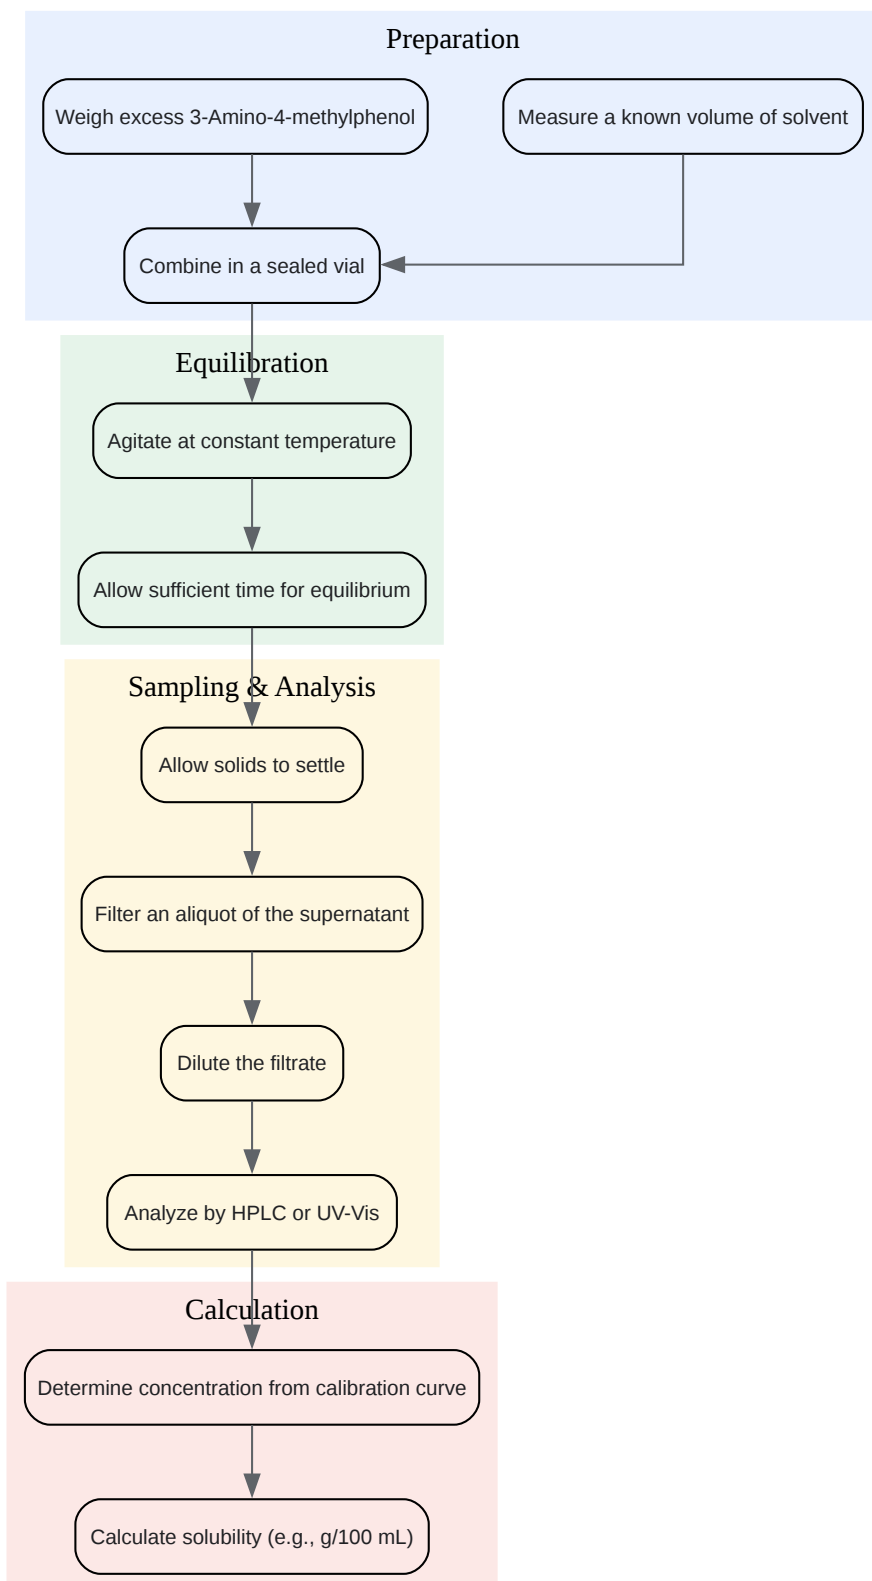 Preparation
Weigh excess 3-Amino-4-methylphenol
Measure a known volume of solvent
Combine in a sealed vial
Equilibration
Agitate at constant temperature
Allow sufficient time for equilibrium
Sampling & Analysis
Allow solids to settle
Filter an aliquot of the supernatant
Dilute the filtrate
Analyze by HPLC or UV-Vis
Calculation
Determine concentration from calibration curve
Calculate solubility (e.g., g/100 mL)